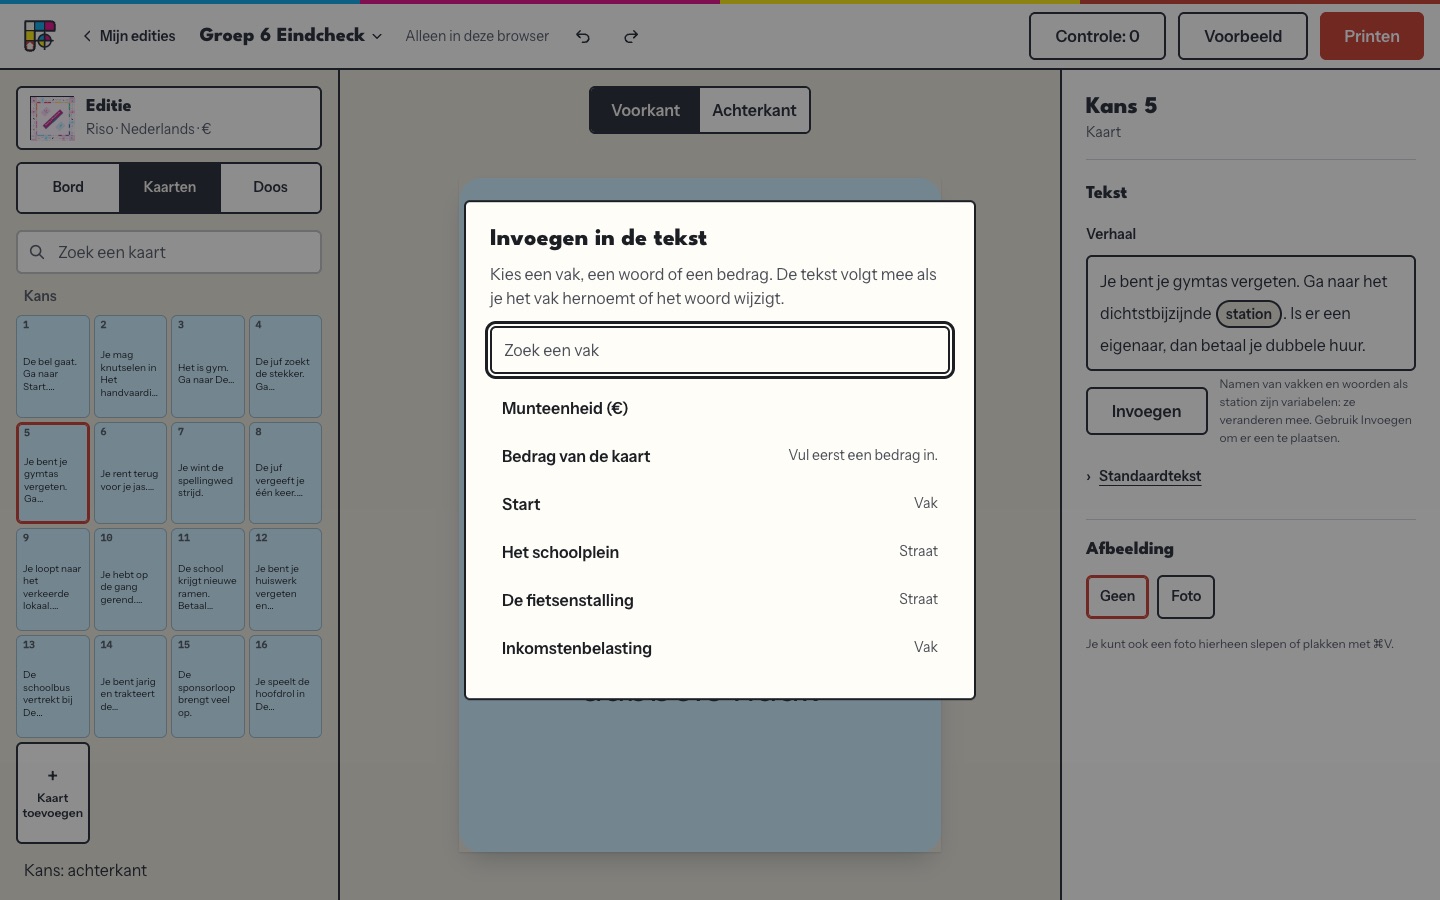 Mijn edities
Groep 6 Eindcheck
Alleen in deze browser
Controle: 0
Voorbeeld
Printen
Editie
Riso · Nederlands · €
Bord
Kaarten
Doos
Zoek een kaart
Kans
1
De bel gaat.
Ga naar
Start....
2
Je mag
knutselen in
Het
handvaardi...
3
Het is gym.
Ga naar De...
4
De juf zoekt
de stekker.
Ga...
5
Je bent je
gymtas
vergeten.
Ga...
6
Je rent terug
voor je jas....
7
Je wint de
spellingwed
strijd.
8
De juf
vergeeft je
één keer....
9
Je loopt naar
het
verkeerde
lokaal....
10
Je hebt op
de gang
gerend....
11
De school
krijgt nieuwe
ramen.
Betaal...
12
Je bent je
huiswerk
vergeten
en...
13
De
schoolbus
vertrekt bij
De...
14
Je bent jarig
en trakteert
de...
15
De
sponsorloop
brengt veel
op.
16
Je speelt de
hoofdrol in
De...
+
Kaart
toevoegen
Kans: achterkant
Voorkant
Achterkant
Invoegen in de tekst
Kies een vak, een woord of een bedrag. De tekst volgt mee als
je het vak hernoemt of het woord wijzigt.
Zoek een vak
Munteenheid (€)
Bedrag van de kaart
Vul eerst een bedrag in.
Start
Vak
Het schoolplein
Straat
De fietsenstalling
Straat
Inkomstenbelasting
Vak
Kans 5
Kaart
Tekst
Verhaal
Je bent je gymtas vergeten. Ga naar het
dichtstbijzijnde station. Is er een
eigenaar, dan betaal je dubbele huur.
Invoegen
Namen van vakken en woorden als
station zijn variabelen: ze
veranderen mee. Gebruik Invoegen
om er een te plaatsen.
› Standaardtekst
Afbeelding
Geen
Foto
Je kunt ook een foto hierheen slepen of plakken met ⌘V.